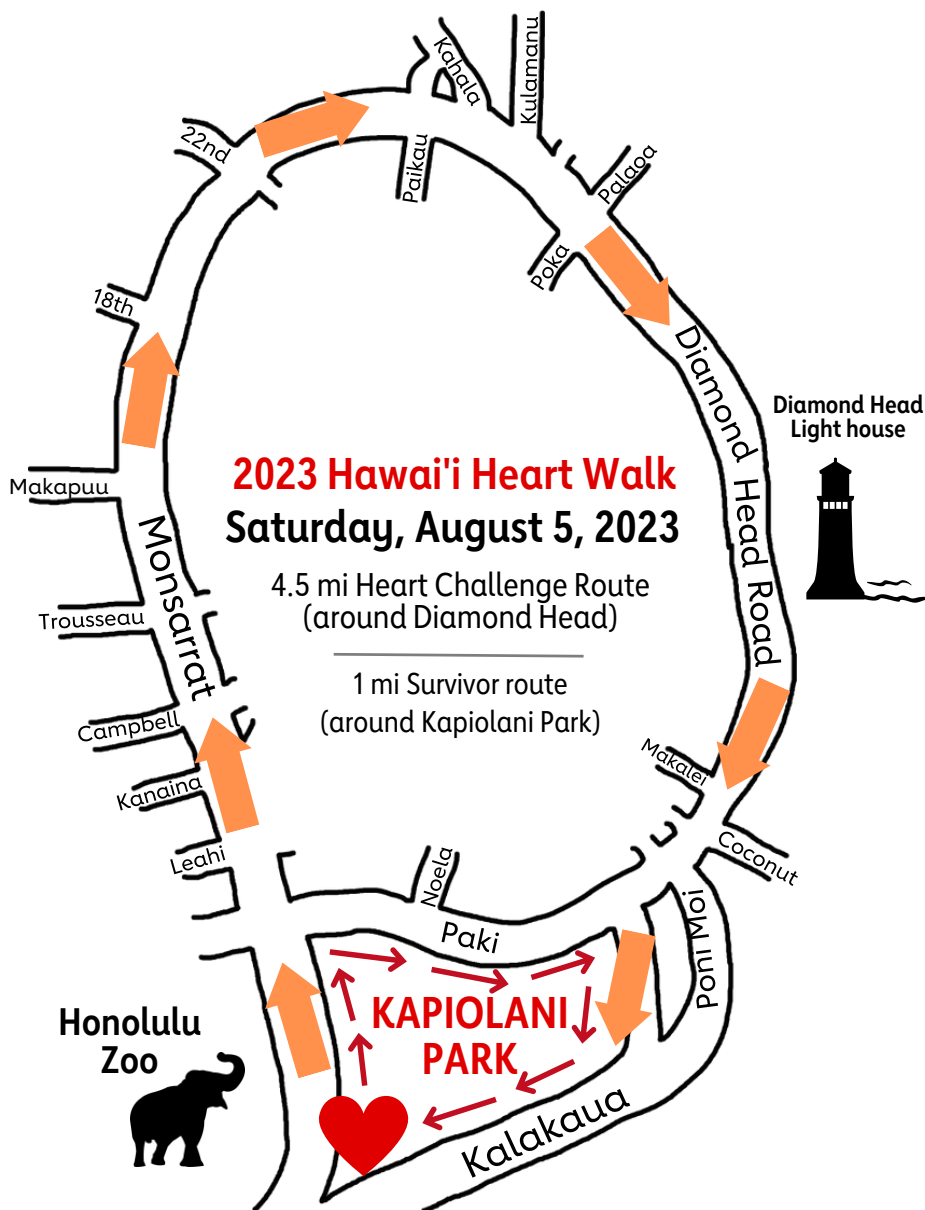 Kahala
Kulamanu
22nd
Paikau
Palaoa
Poka
18th
Diamond Head Road
Diamond Head
Light house
2023 Hawai'i Heart Walk
Saturday, August 5, 2023
4.5 mi Heart Challenge Route
(around Diamond Head)
1 mi Survivor route
(around Kapiolani Park)
Makapuu
Monsarrat
Trousseau
Campbell
Kanaina
Leahi
Makalei
Coconut
Noela
Paki
Poni Moi
KAPIOLANI
PARK
Honolulu
Zoo
Kalakaua